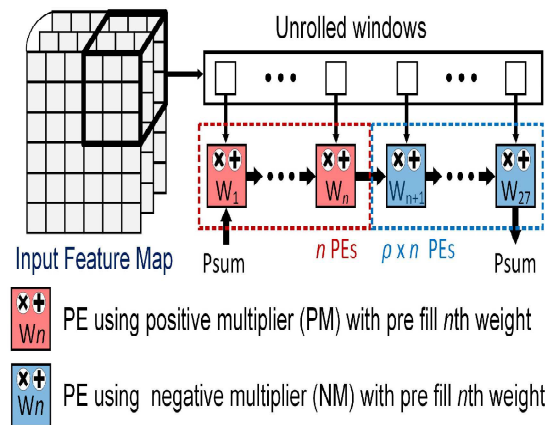 Unrolled windows
W1
Wn
Wn+1
W27
Input Feature Map
Psum
n PEs
ρ x n PEs
Psum
Wn
PE using positive multiplier (PM) with pre fill nth weight
Wn
PE using negative multiplier (NM) with pre fill nth weight